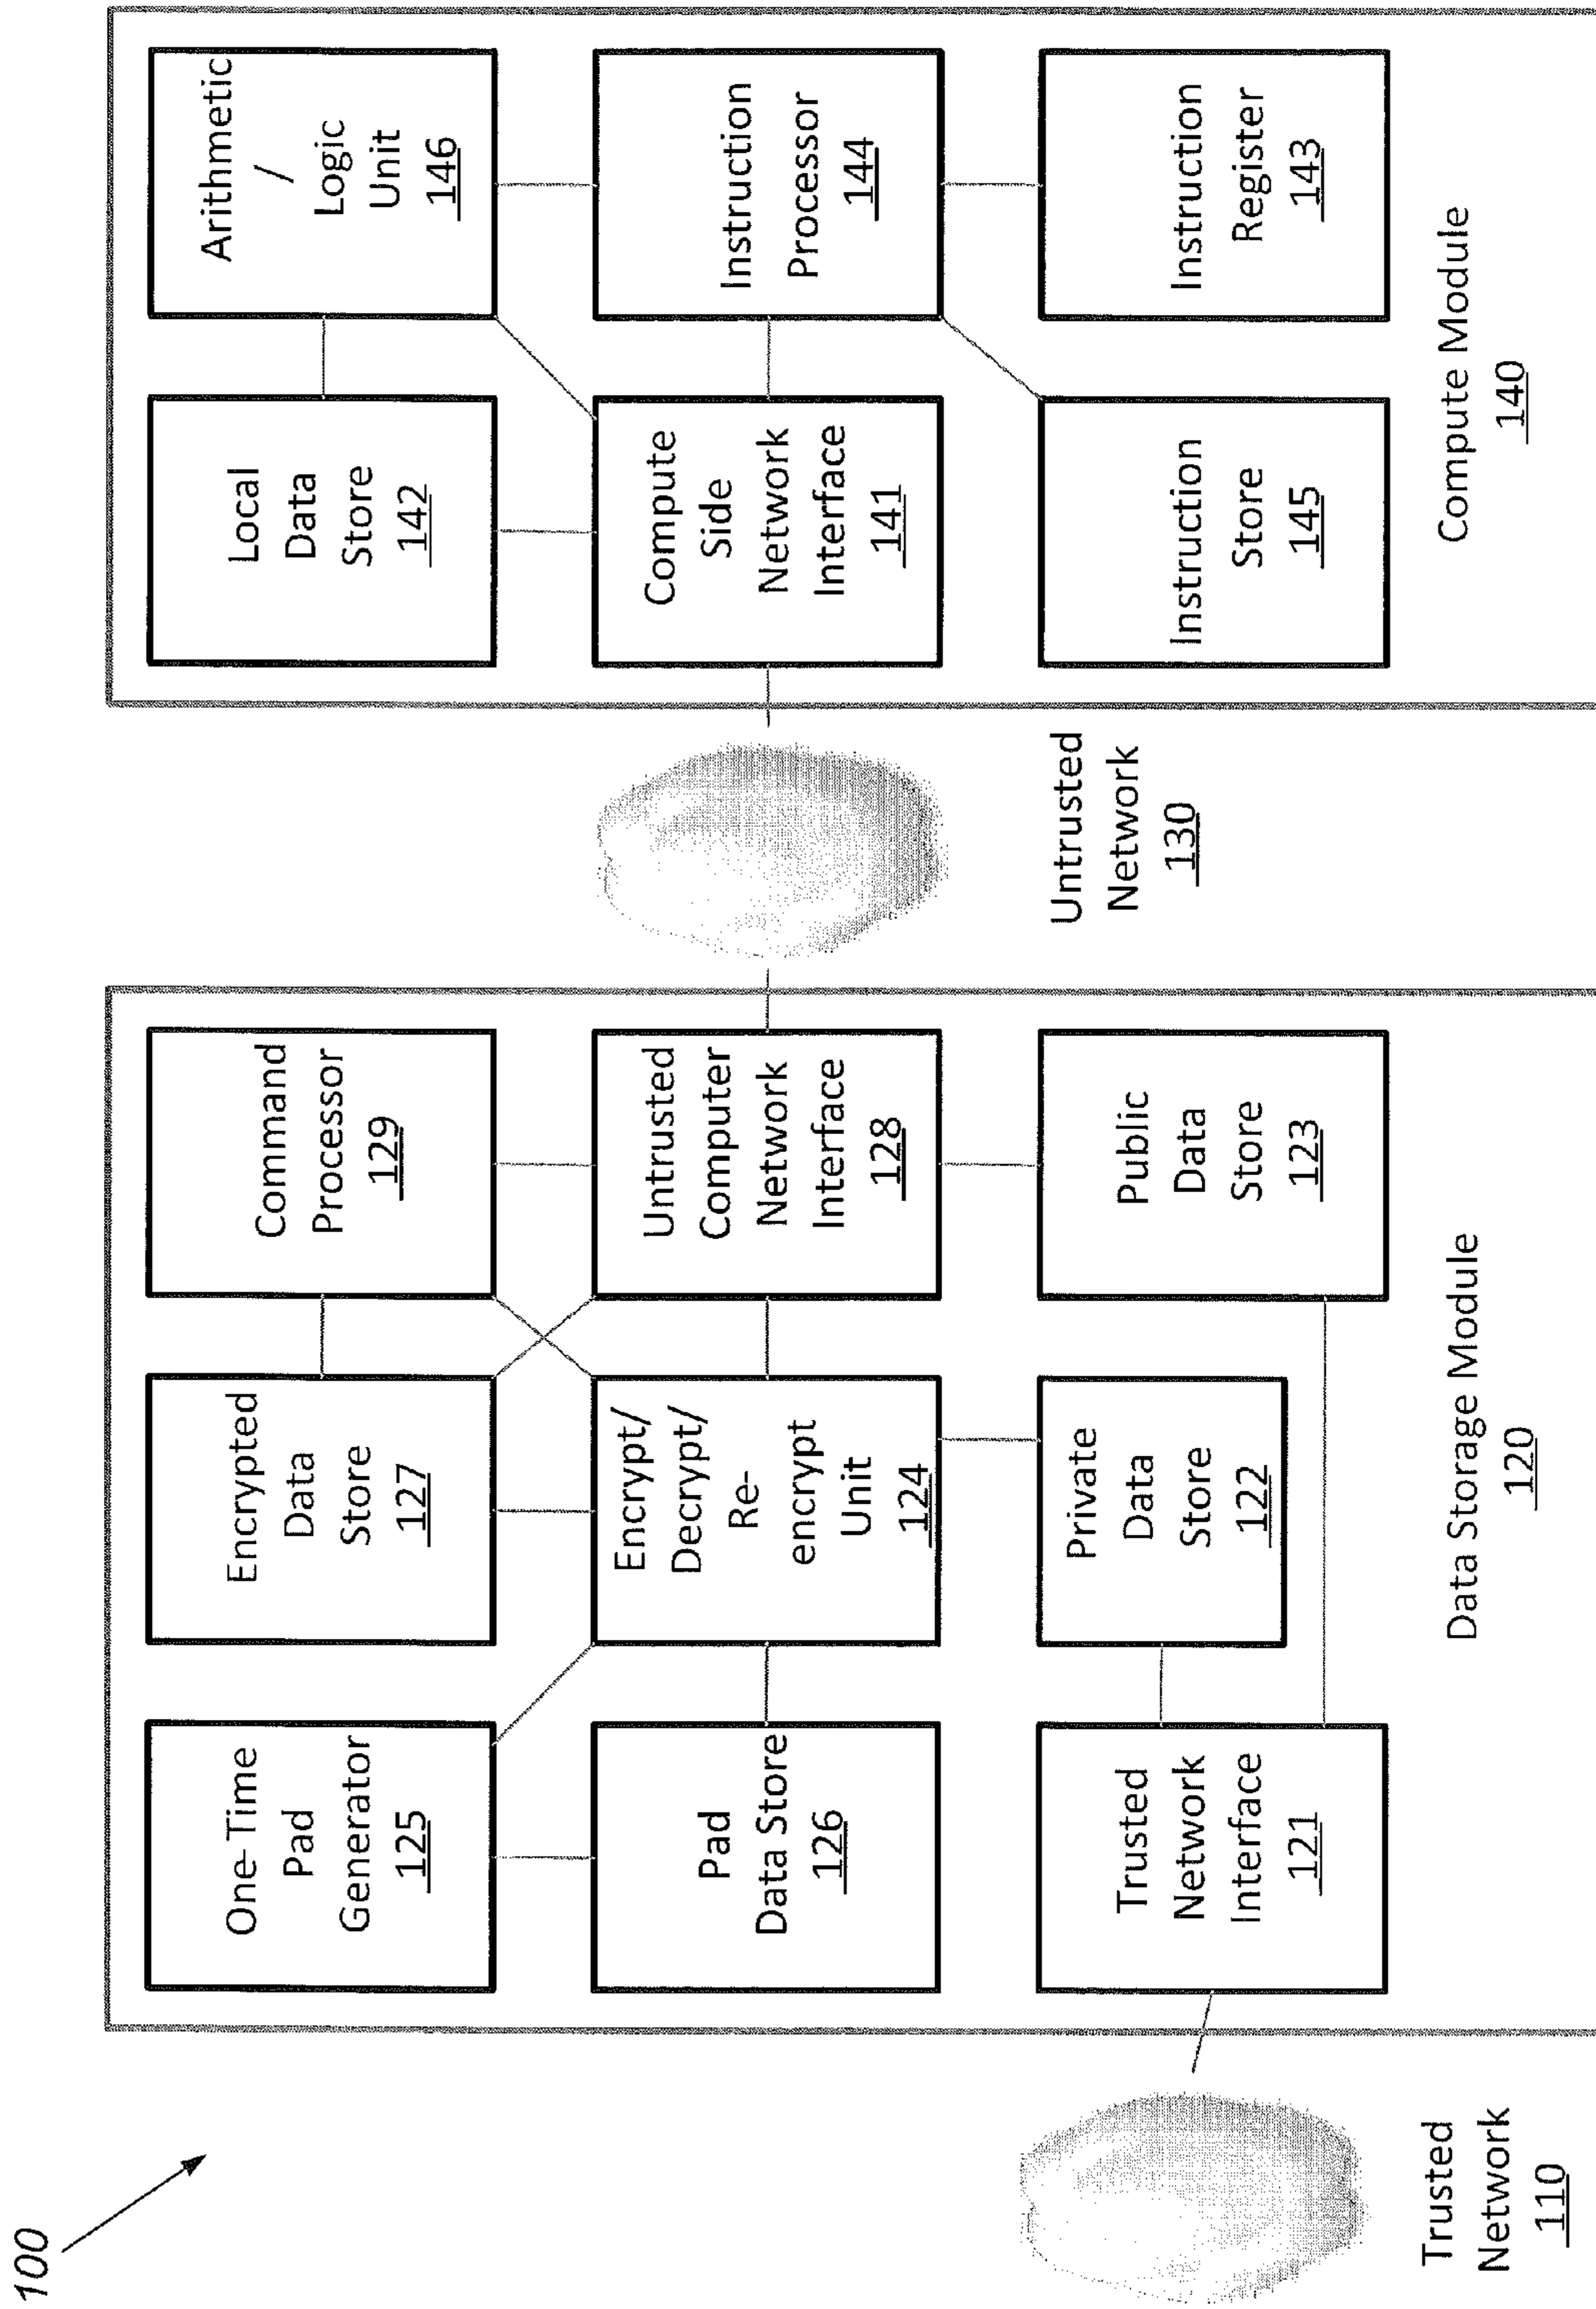 100
Trusted
Network
110
One-Time
Pad
Generator
125
Encrypted
Data
Store
127
Command
Processor
129
Pad
Data Store
126
Encrypt/
Decrypt/
Re-
encrypt
Unit
124
Untrusted
Computer
Network
Interface
128
Trusted
Network
Interface
121
Private
Data
Store
122
Public
Data
Store
123
Data Storage Module
120
Untrusted
Network
130
Local
Data
Store
142
Arithmetic
/
Logic
Unit
146
Compute
Side
Network
Interface
141
Instruction
Processor
144
Instruction
Store
145
Instruction
Register
143
Compute Module
140